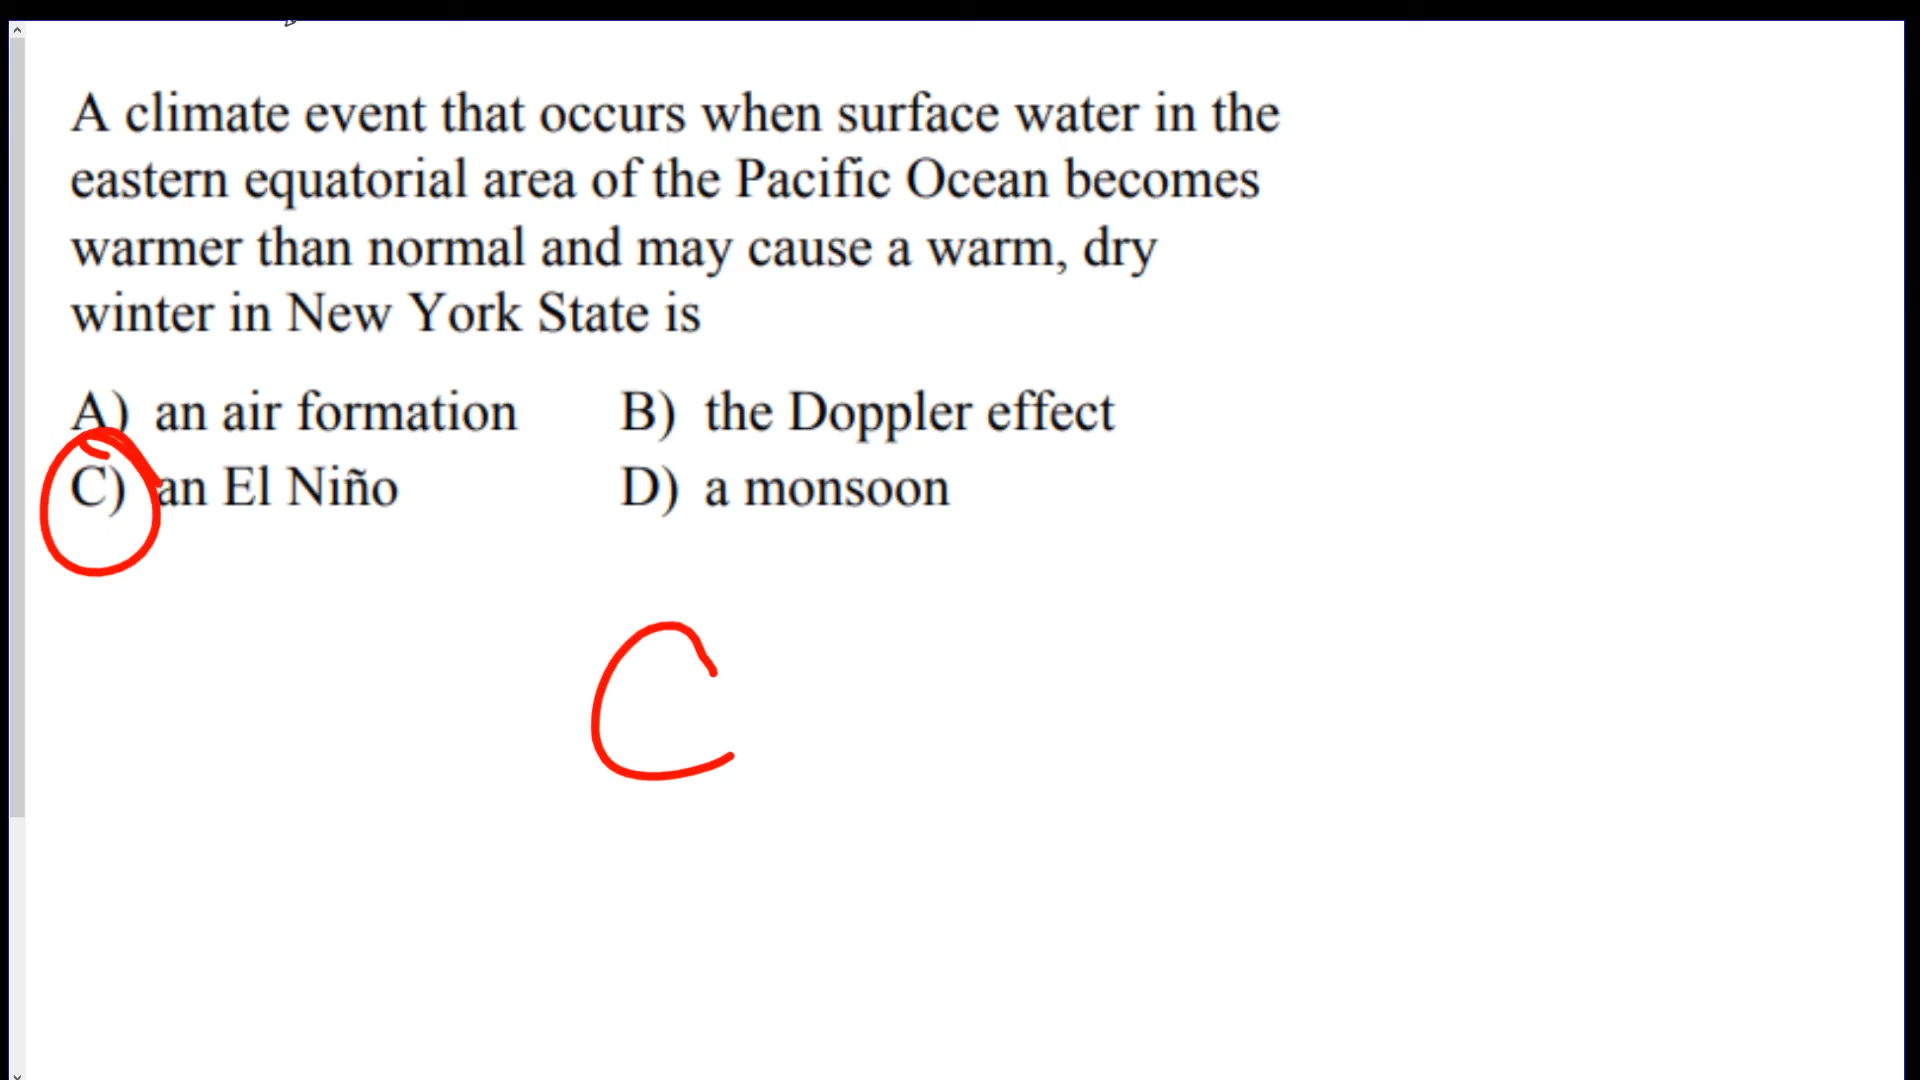 A climate event that occurs when surface water in the
eastern equatorial area of the Pacific Ocean becomes
warmer than normal and may cause a warm, dry
winter in New York State is
A) an air formation B) the Doppler effect
C) an El Niño D) a monsoon
C